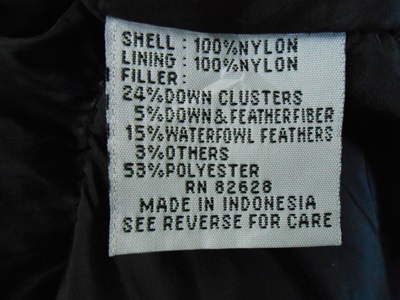 SHELL : 100%NYLON
LINING : 100%NYLON
FILLER :
24%DOWN CLUSTERS
5%DOWN&FEATHERFIBER
15%WATERFOWL FEATHERS
3%OTHERS
53%POLYESTER
RN 82628
MADE IN INDONESIA
SEE REVERSE FOR CARE